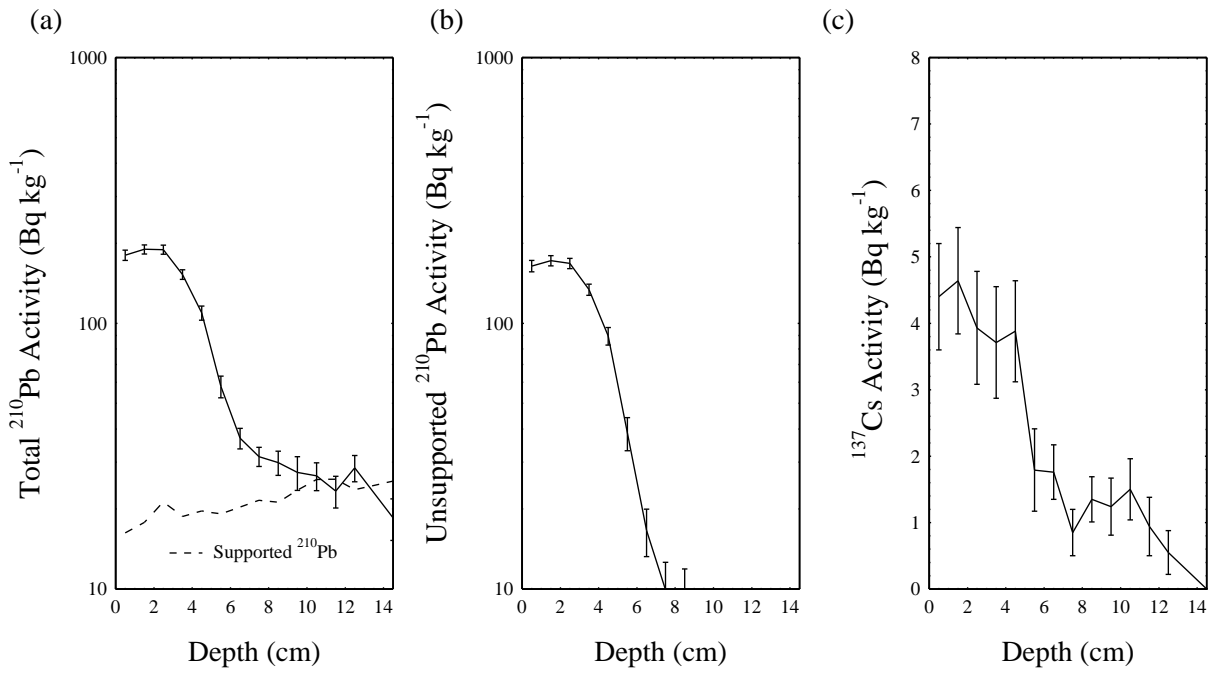 (a)
(b)
(c)
Total ²¹⁰Pb Activity (Bq kg⁻¹)
1000
100
10
Supported ²¹⁰Pb
0 2 4 6 8 10 12 14
Depth (cm)
Unsupported ²¹⁰Pb Activity (Bq kg⁻¹)
1000
100
10
0 2 4 6 8 10 12 14
Depth (cm)
¹³⁷Cs Activity (Bq kg⁻¹)
8
7
6
5
4
3
2
1
0
0 2 4 6 8 10 12 14
Depth (cm)